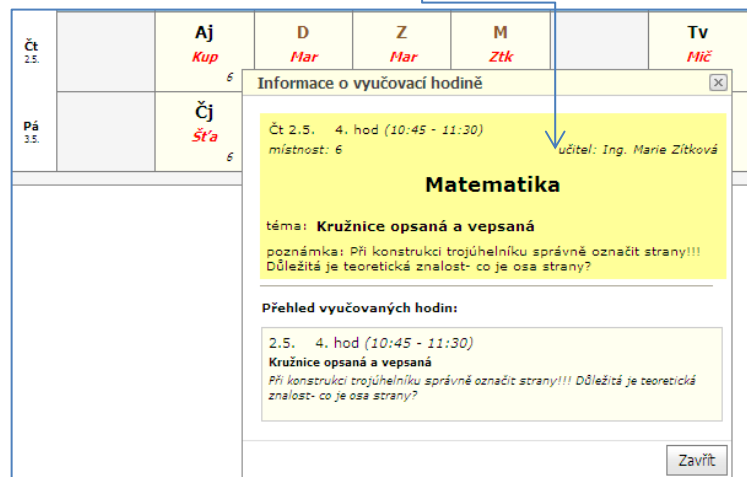 Čt
2.5.
Aj
Kup
6
D
Mar
Z
Mar
M
Ztk
Tv
Mič
Pá
3.5.
Čj
Šťa
6
Informace o vyučovací hodině
Čt 2.5. 4. hod (10:45 - 11:30)
místnost: 6 učitel: Ing. Marie Zítková
Matematika
téma: Kružnice opsaná a vepsaná
poznámka: Při konstrukci trojúhelníku správně označit strany!!!
Důležitá je teoretická znalost- co je osa strany?
Přehled vyučovaných hodin:
2.5. 4. hod (10:45 - 11:30)
Kružnice opsaná a vepsaná
Při konstrukci trojúhelníku správně označit strany!!! Důležitá je teoretická
znalost- co je osa strany?
Zavřít